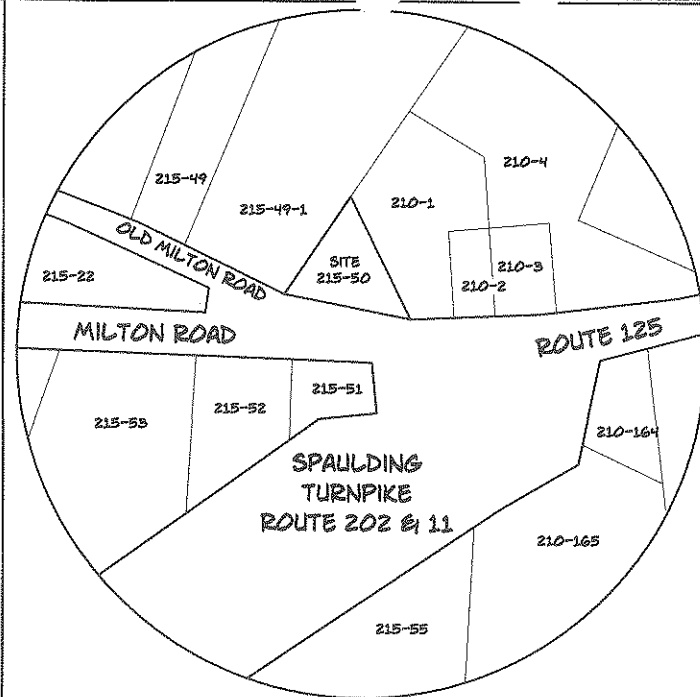 210-4
215-49
210-1
215-49-1
OLD MILTON ROAD
SITE
215-50
210-3
215-22
210-2
MILTON ROAD
ROUTE 125
215-51
215-52
215-53
210-164
SPAULDING
TURNPIKE
ROUTE 202 & 11
210-165
215-55